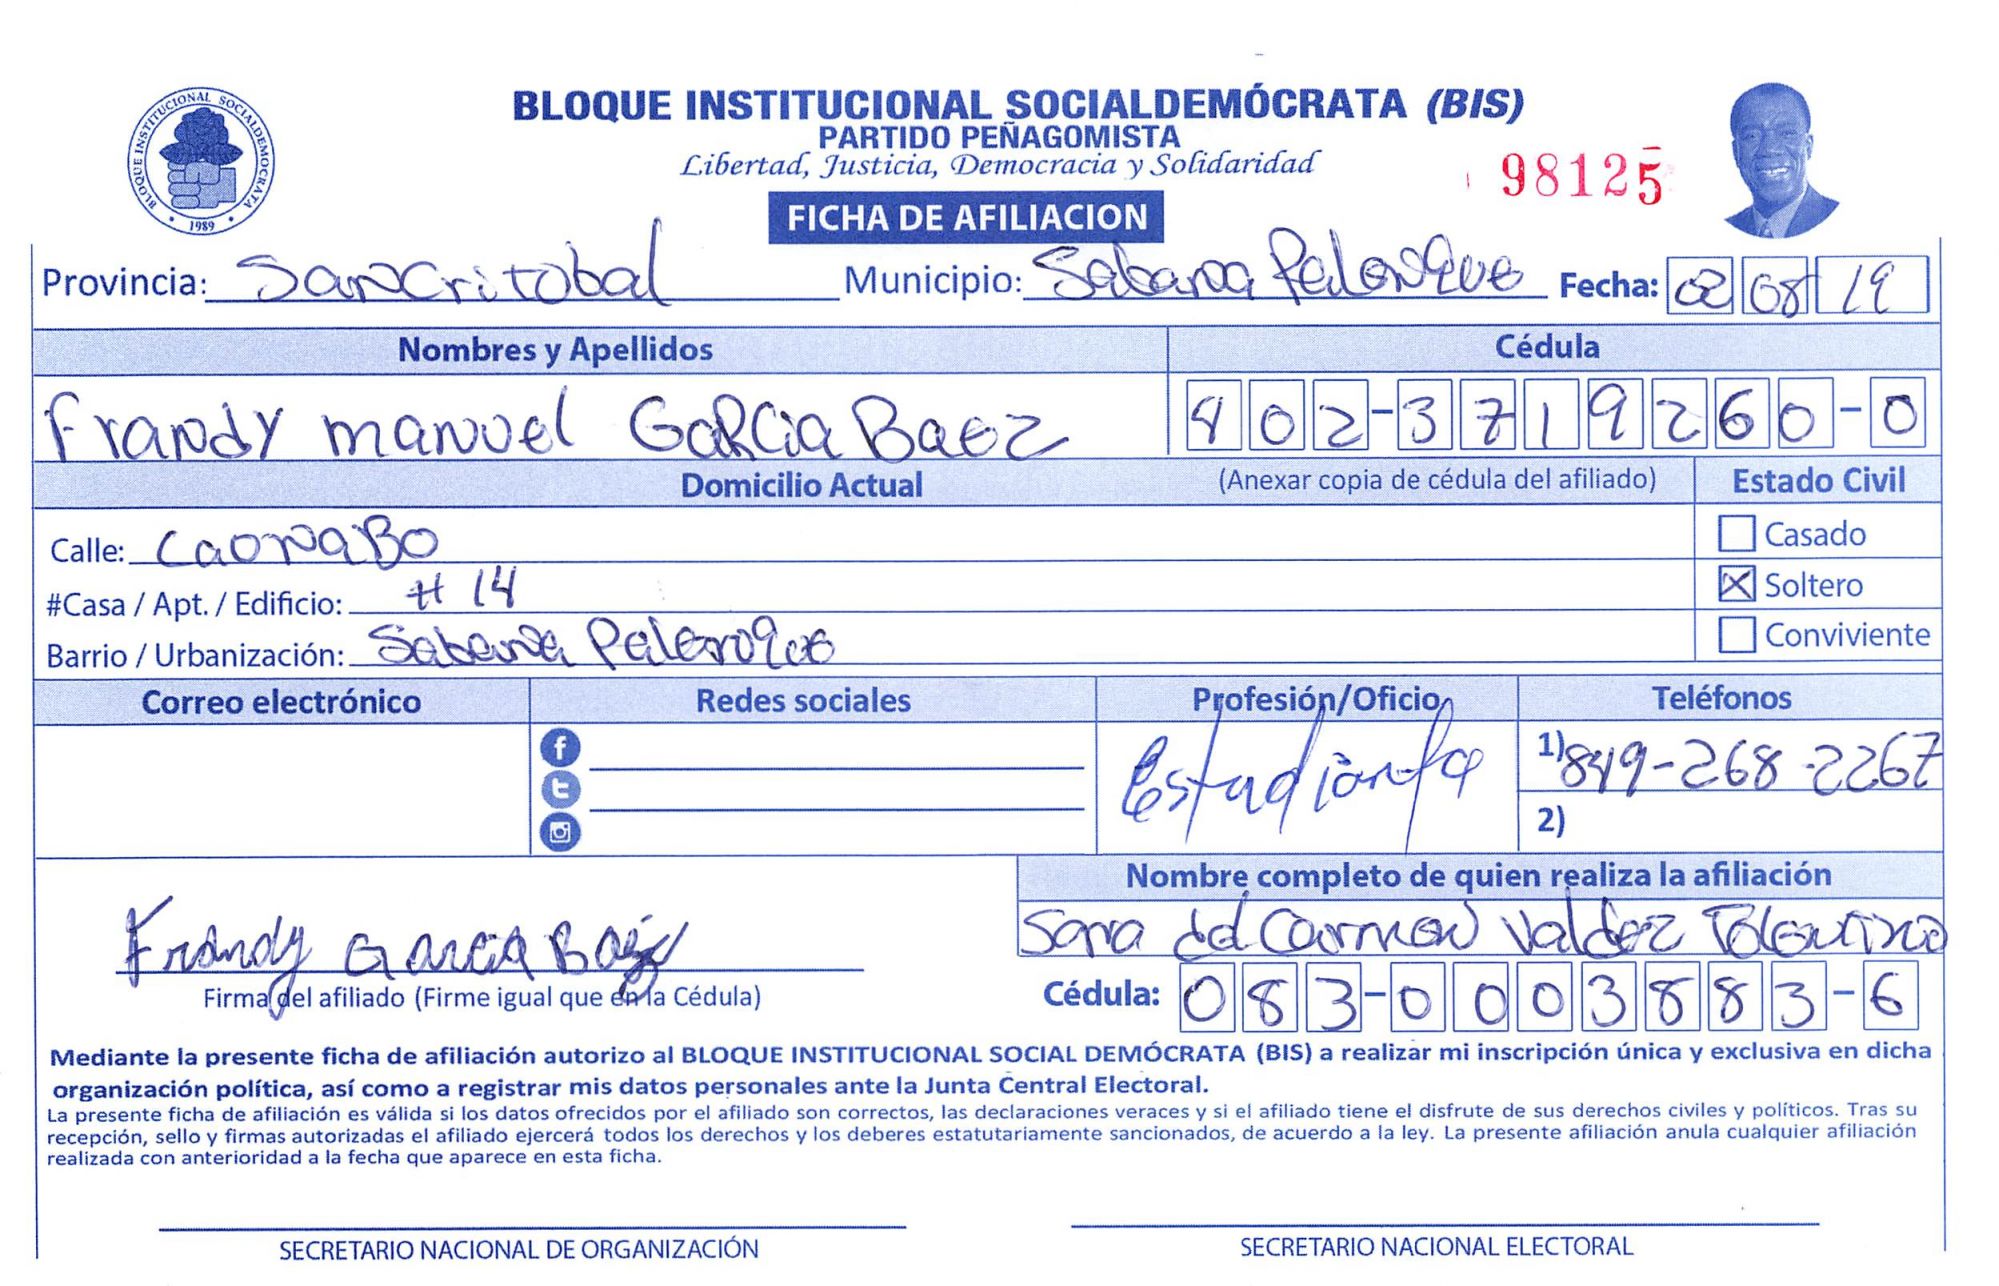 BLOQUE INSTITUCIONAL SOCIALDEMOCRATA
1989
BLOQUE INSTITUCIONAL SOCIALDEMÓCRATA (BIS)
PARTIDO PEÑAGOMISTA
Libertad, Justicia, Democracia y Solidaridad
98125
FICHA DE AFILIACION
Provincia: San Critobal Municipio: Sabana Palenque Fecha: 02 08 19
Nombres y Apellidos Cédula
Frandy manuel Garcia Baez 402-3719260-0
Domicilio Actual (Anexar copia de cédula del afiliado) Estado Civil
Calle: CaonaBo Casado
#Casa / Apt. / Edificio: # 14 Soltero
Barrio / Urbanización: Sabana Palenque Conviviente
Correo electrónico Redes sociales Profesión/Oficio Teléfonos
Estudiante 1) 849-268-2267
2)
Nombre completo de quien realiza la afiliación
Frandy Garcia Baez Sona del Carmen Valdez Tolentino
Firma del afiliado (Firme igual que en la Cédula) Cédula: 083-0003883-6
Mediante la presente ficha de afiliación autorizo al BLOQUE INSTITUCIONAL SOCIAL DEMÓCRATA (BIS) a realizar mi inscripción única y exclusiva en dicha
organización política, así como a registrar mis datos personales ante la Junta Central Electoral.
La presente ficha de afiliación es válida si los datos ofrecidos por el afiliado son correctos, las declaraciones veraces y si el afiliado tiene el disfrute de sus derechos civiles y políticos. Tras su
recepción, sello y firmas autorizadas el afiliado ejercerá todos los derechos y los deberes estatutariamente sancionados, de acuerdo a la ley. La presente afiliación anula cualquier afiliación
realizada con anterioridad a la fecha que aparece en esta ficha.
SECRETARIO NACIONAL DE ORGANIZACIÓN SECRETARIO NACIONAL ELECTORAL